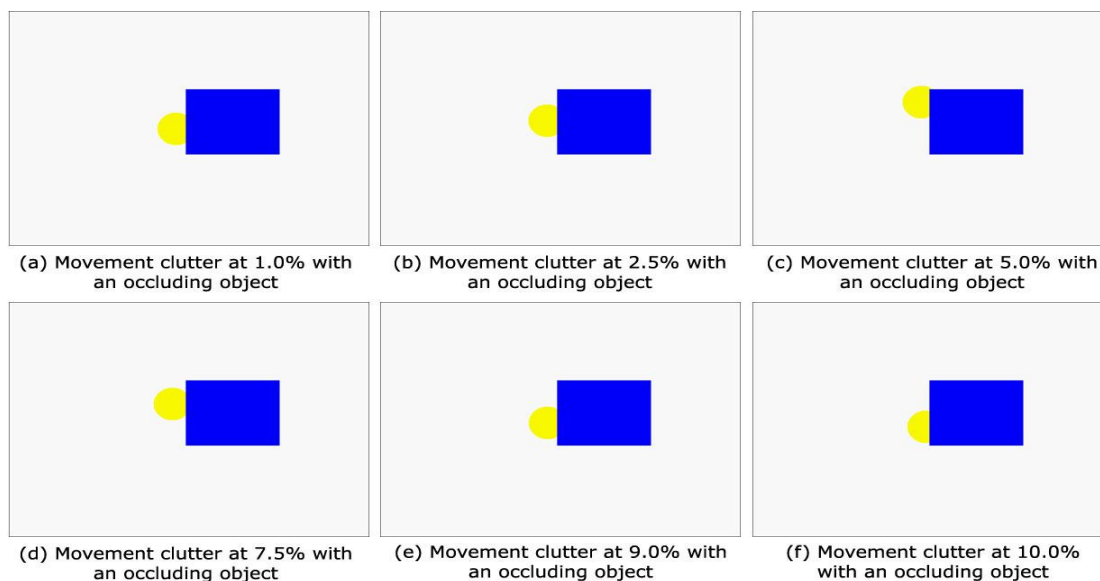 (a) Movement clutter at 1.0% with
an occluding object
(b) Movement clutter at 2.5% with
an occluding object
(c) Movement clutter at 5.0% with
an occluding object
(d) Movement clutter at 7.5% with
an occluding object
(e) Movement clutter at 9.0% with
an occluding object
(f) Movement clutter at 10.0%
with an occluding object